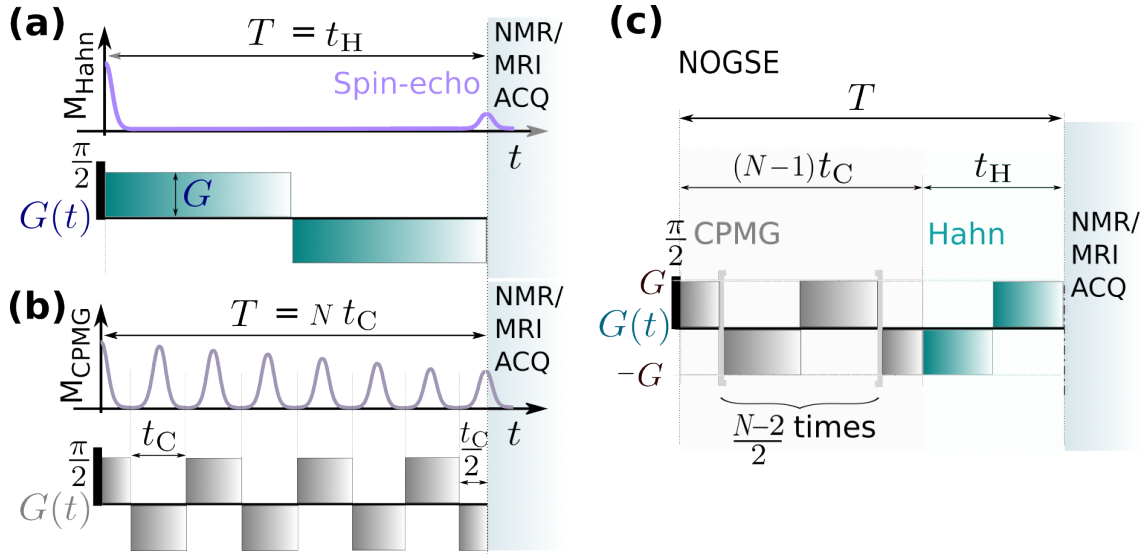 (a)
T = t_H
M_Hahn
Spin-echo
NMR/
MRI
ACQ
t
π/2
G
G(t)
(b)
T = N t_C
M_CPMG
NMR/
MRI
ACQ
t
t_C
t_C/2
π/2
G(t)
(c)
NOGSE
T
(N-1) t_C
t_H
π/2
CPMG
Hahn
NMR/
MRI
ACQ
G
G(t)
-G
N-2/2 times